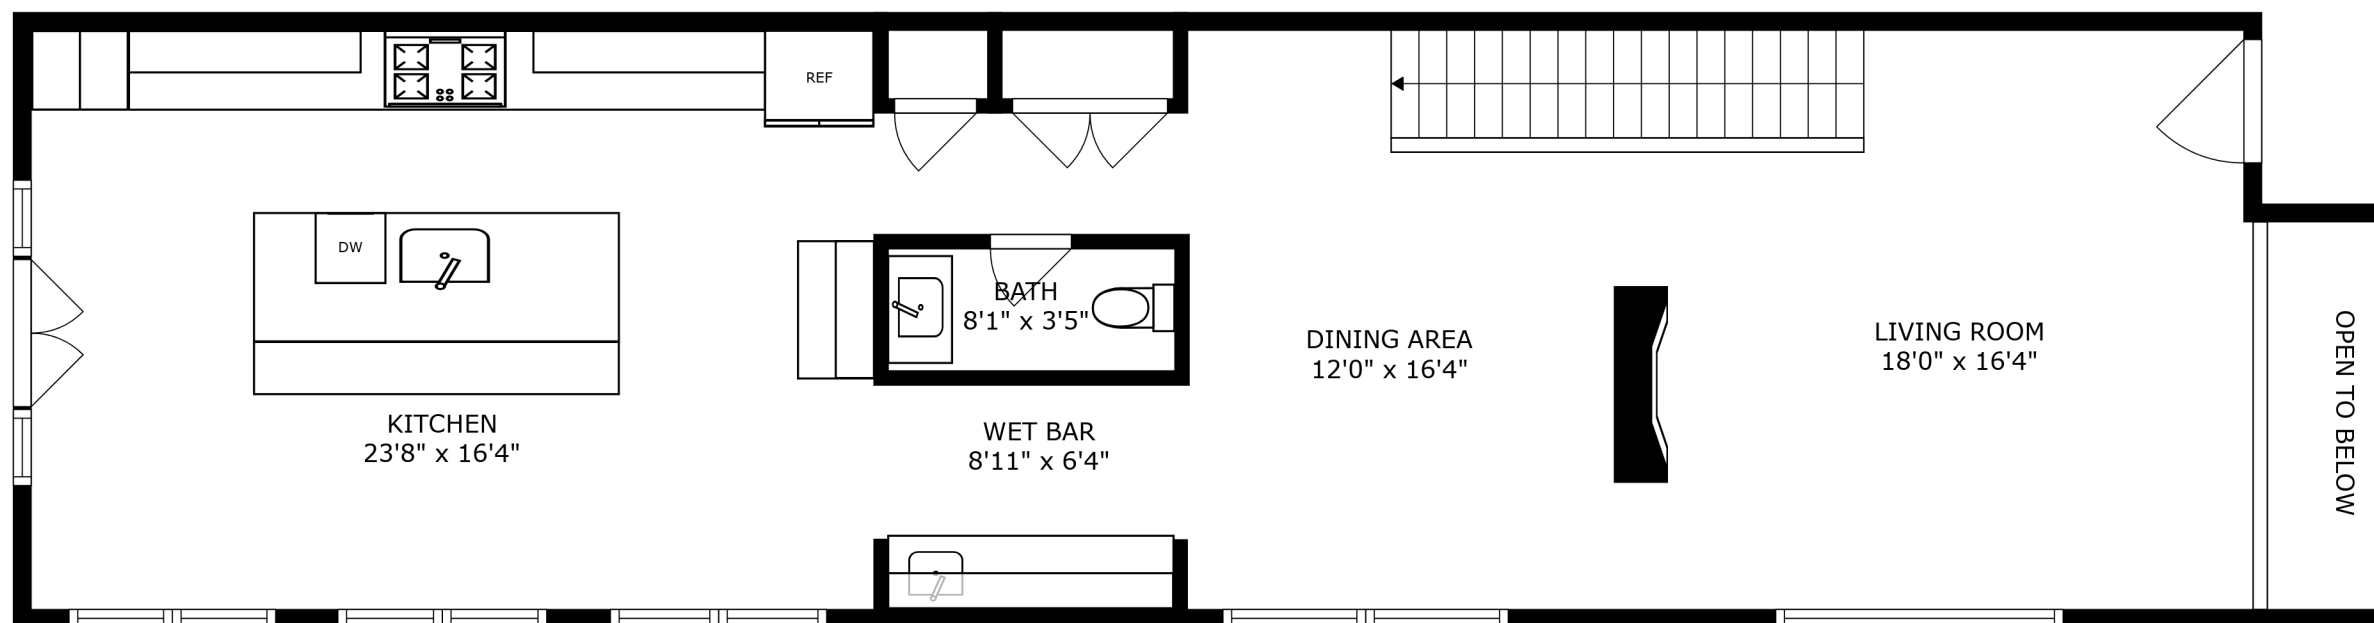 REF
DW
BATH
8'1" x 3'5"
DINING AREA
12'0" x 16'4"
LIVING ROOM
18'0" x 16'4"
OPEN TO BELOW
KITCHEN
23'8" x 16'4"
WET BAR
8'11" x 6'4"